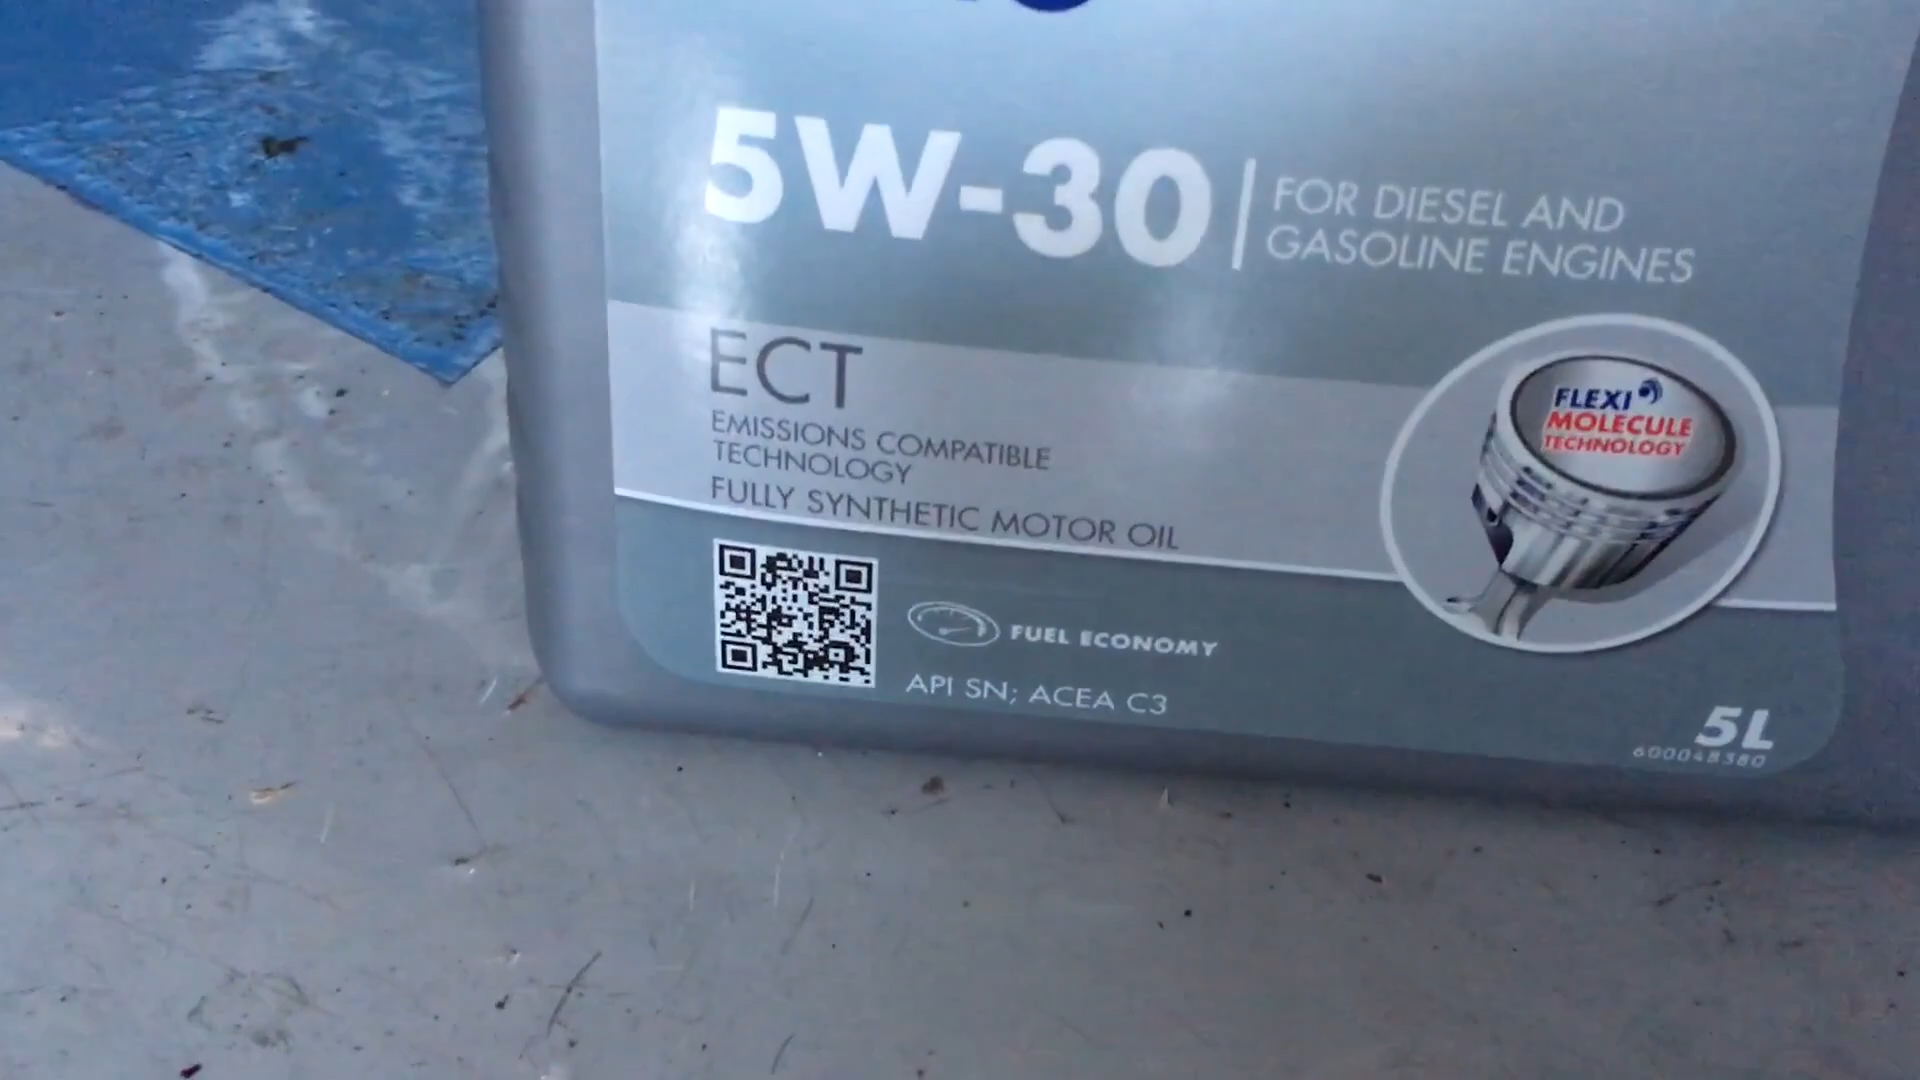 5W-30
FOR DIESEL AND
GASOLINE ENGINES
ECT
EMISSIONS COMPATIBLE
TECHNOLOGY
FULLY SYNTHETIC MOTOR OIL
FLEXI
MOLECULE
TECHNOLOGY
FUEL ECONOMY
API SN; ACEA C3
5L
600048380